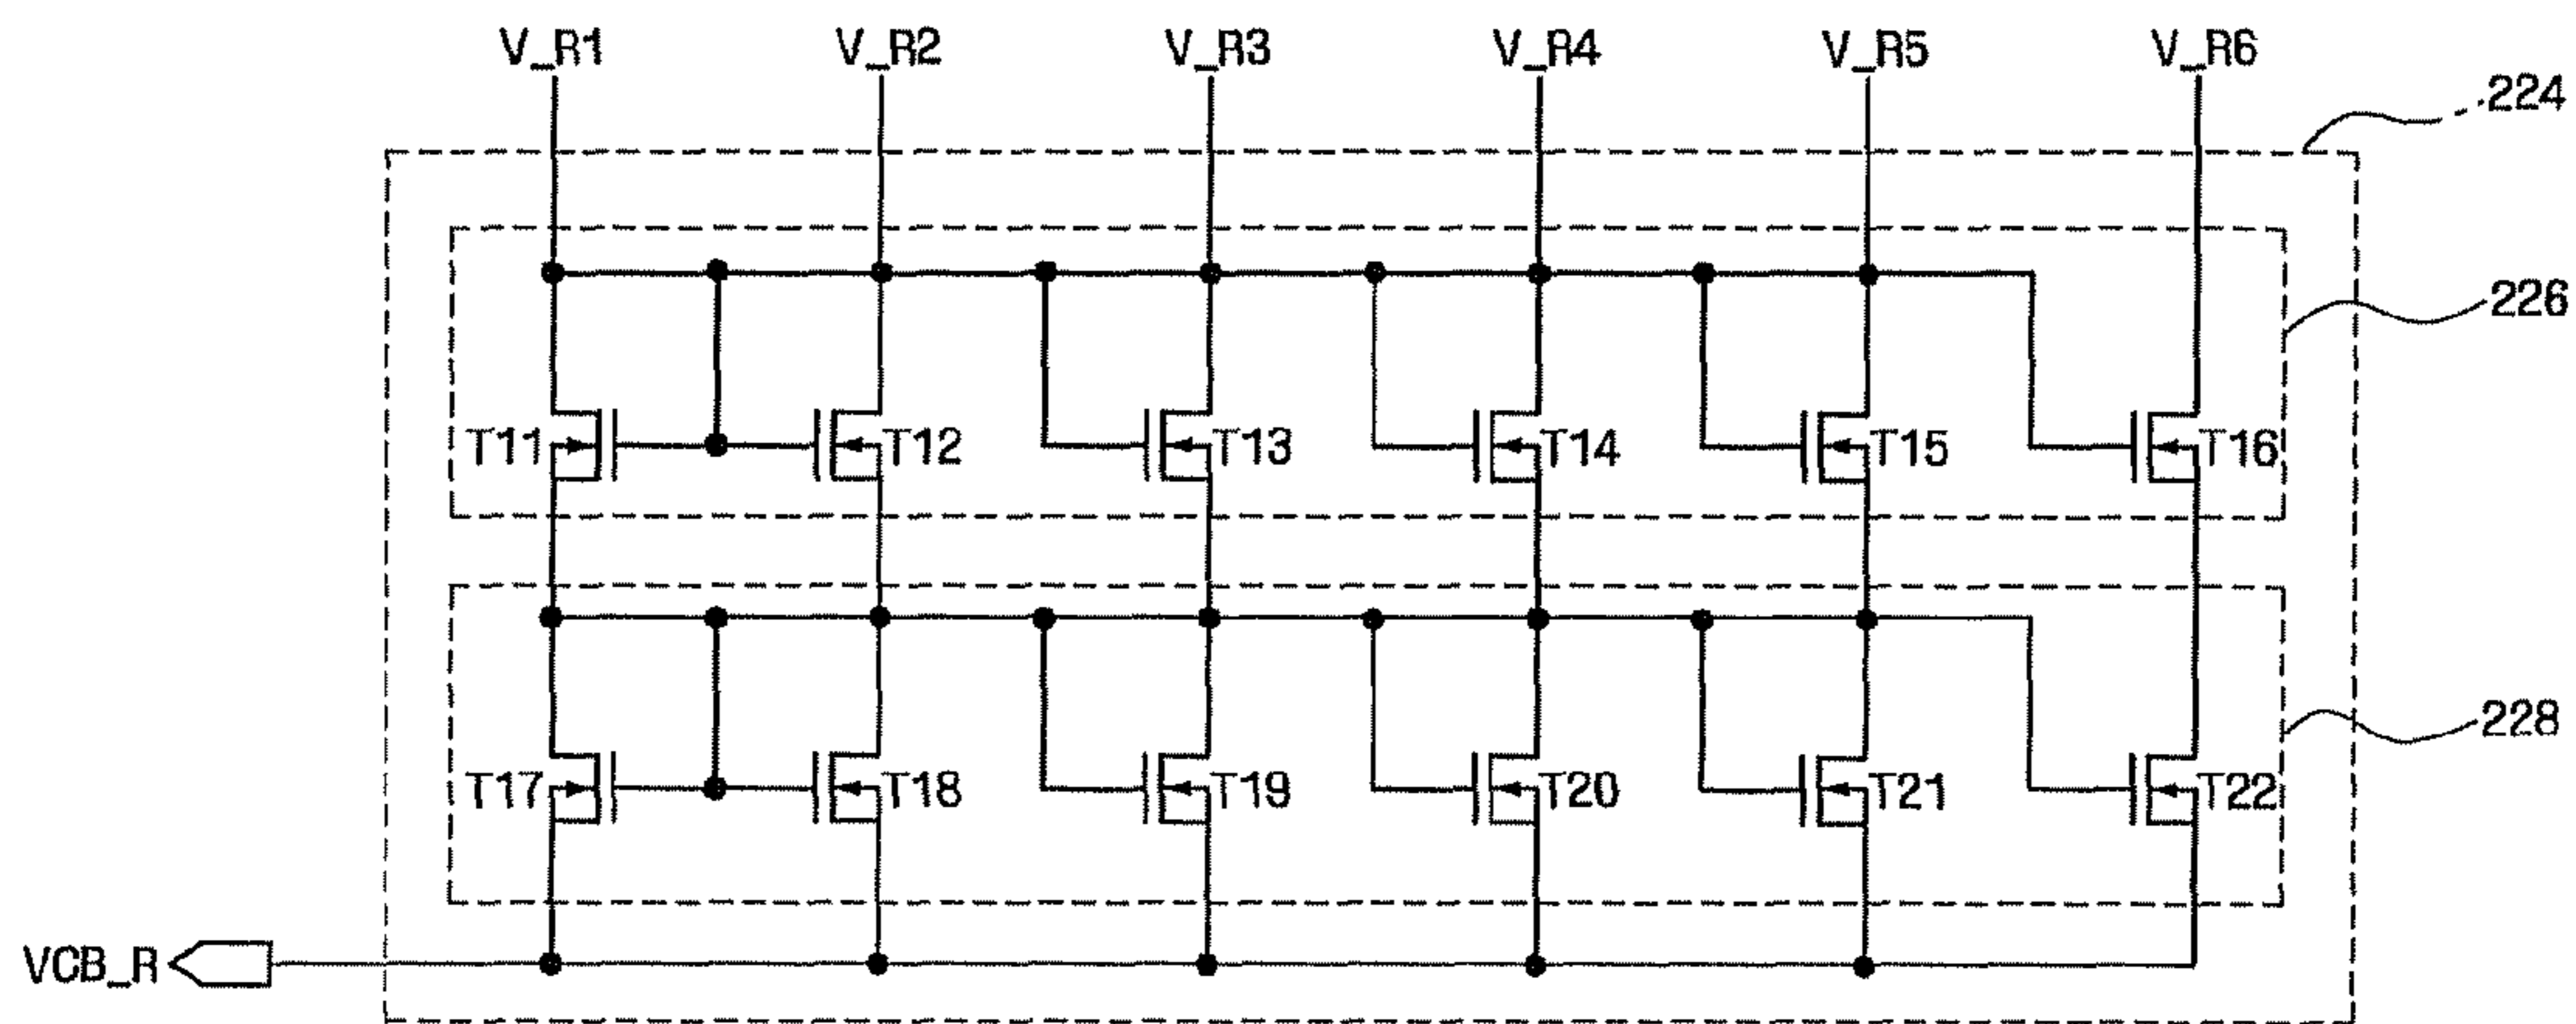 V_R1 V_R2 V_R3 V_R4 V_R5 V_R6
224
226
T11 T12 T13 T14 T15 T16
228
T17 T18 T19 T20 T21 T22
VCB_R